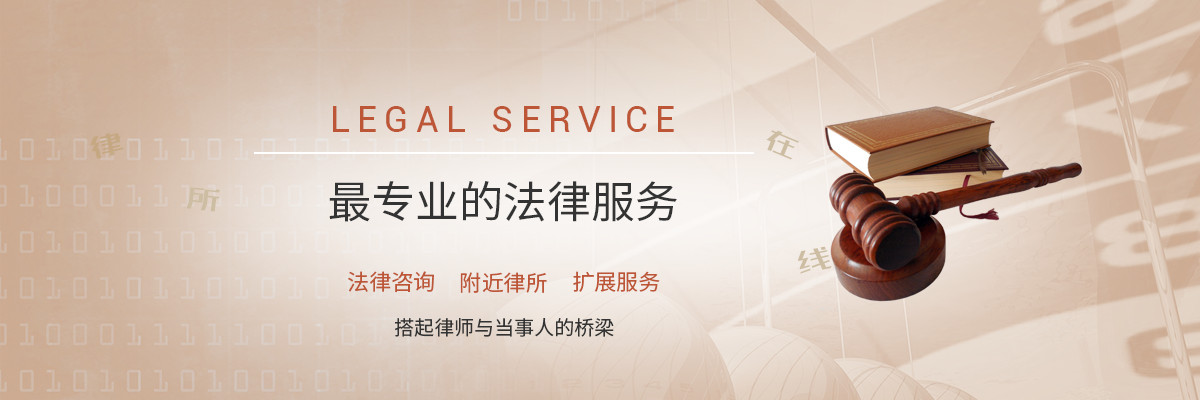 LEGAL SERVICE
最专业的法律服务
法律咨询 附近律所 扩展服务
搭起律师与当事人的桥梁
律
所
在
线